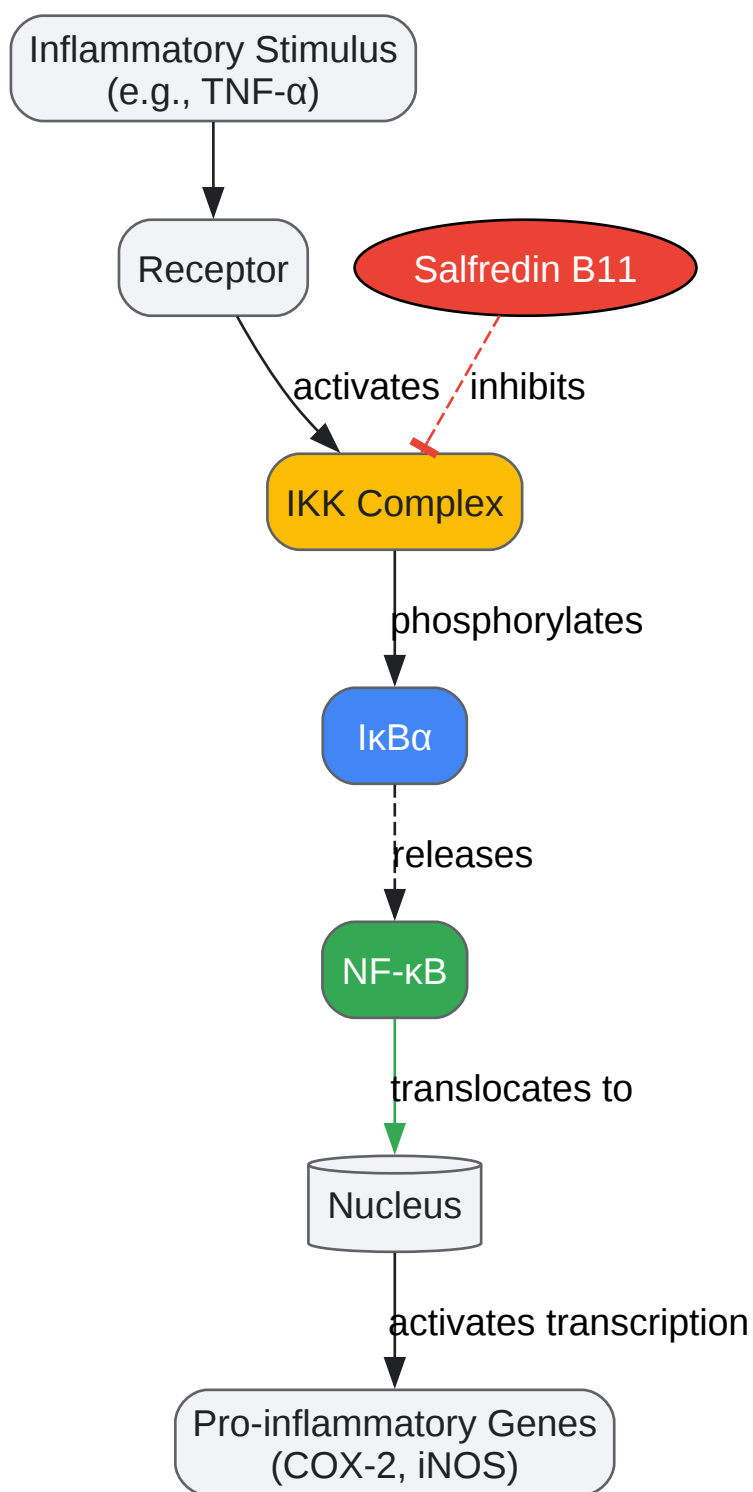 Inflammatory Stimulus
(e.g., TNF-α)
Receptor
Salfredin B11
activates
inhibits
IKK Complex
phosphorylates
IκBα
releases
NF-κB
translocates to
Nucleus
activates transcription
Pro-inflammatory Genes
(COX-2, iNOS)